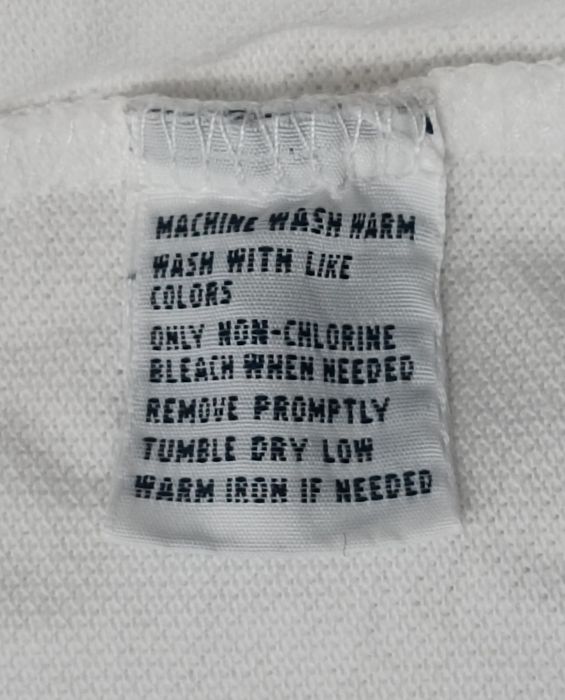 MACHINE WASH WARM
WASH WITH LIKE
COLORS
ONLY NON-CHLORINE
BLEACH WHEN NEEDED
REMOVE PROMPTLY
TUMBLE DRY LOW
WARM IRON IF NEEDED